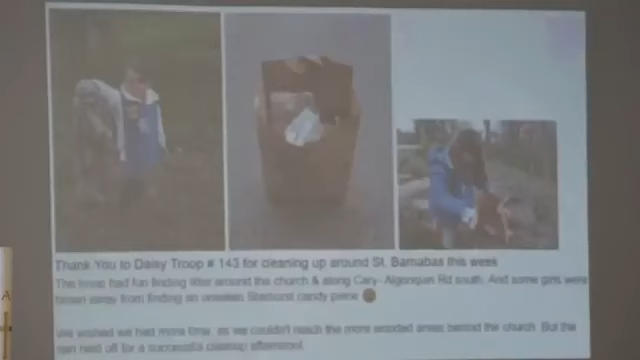 Thank You to Daisy Troop # 143 for cleaning up around St. Barnabas this week
This troop had fun finding litter around the church & along Cary-Algonquin Rd south. And some girls were
blown away from finding an uneaten Starburst candy piece
We wished we had more time, as we couldn't reach the more wooded areas behind the church. But the
rain held off for a successful cleanup afternoon!
A